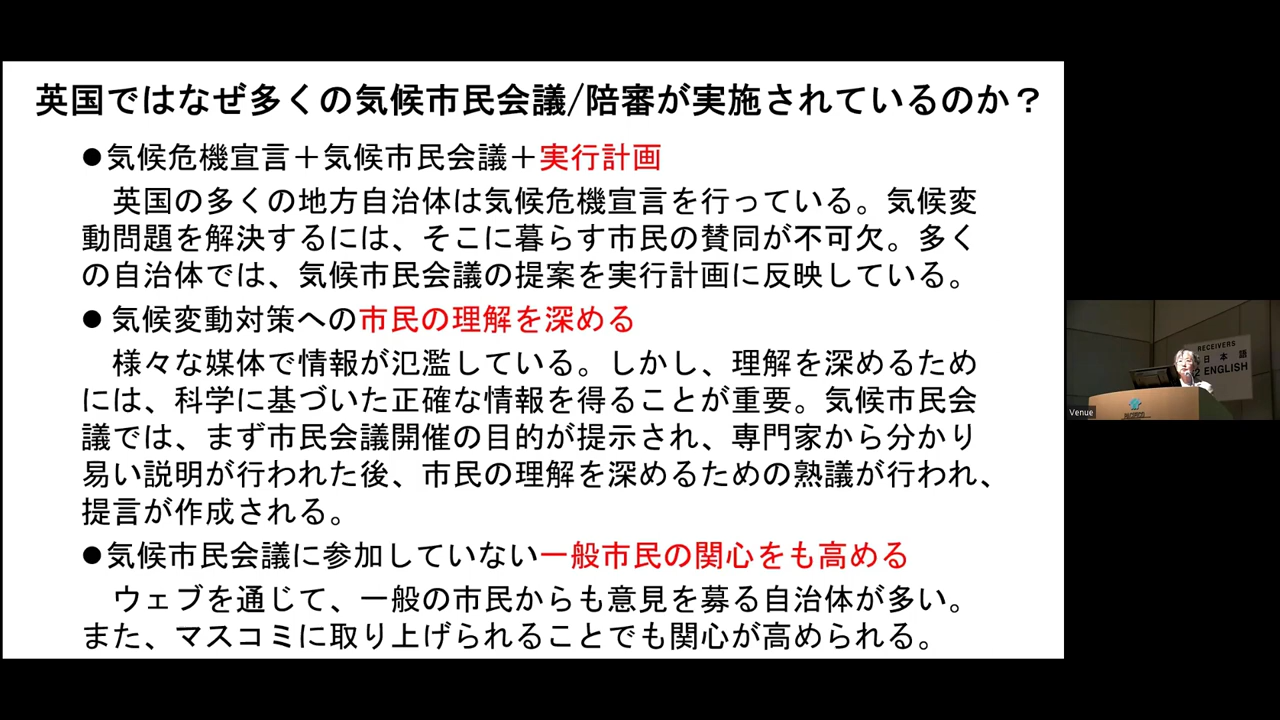 英国ではなぜ多くの気候市民会議/陪審が実施されているのか？
●気候危機宣言＋気候市民会議＋実行計画
英国の多くの地方自治体は気候危機宣言を行っている。気候変
動問題を解決するには、そこに暮らす市民の賛同が不可欠。多く
の自治体では、気候市民会議の提案を実行計画に反映している。
● 気候変動対策への市民の理解を深める
様々な媒体で情報が氾濫している。しかし、理解を深めるため
には、科学に基づいた正確な情報を得ることが重要。気候市民会
議では、まず市民会議開催の目的が提示され、専門家から分かり
易い説明が行われた後、市民の理解を深めるための熟議が行われ、
提言が作成される。
●気候市民会議に参加していない一般市民の関心をも高める
ウェブを通じて、一般の市民からも意見を募る自治体が多い。
また、マスコミに取り上げられることでも関心が高められる。
RECEIVERS
日本語
2 ENGLISH
Venue